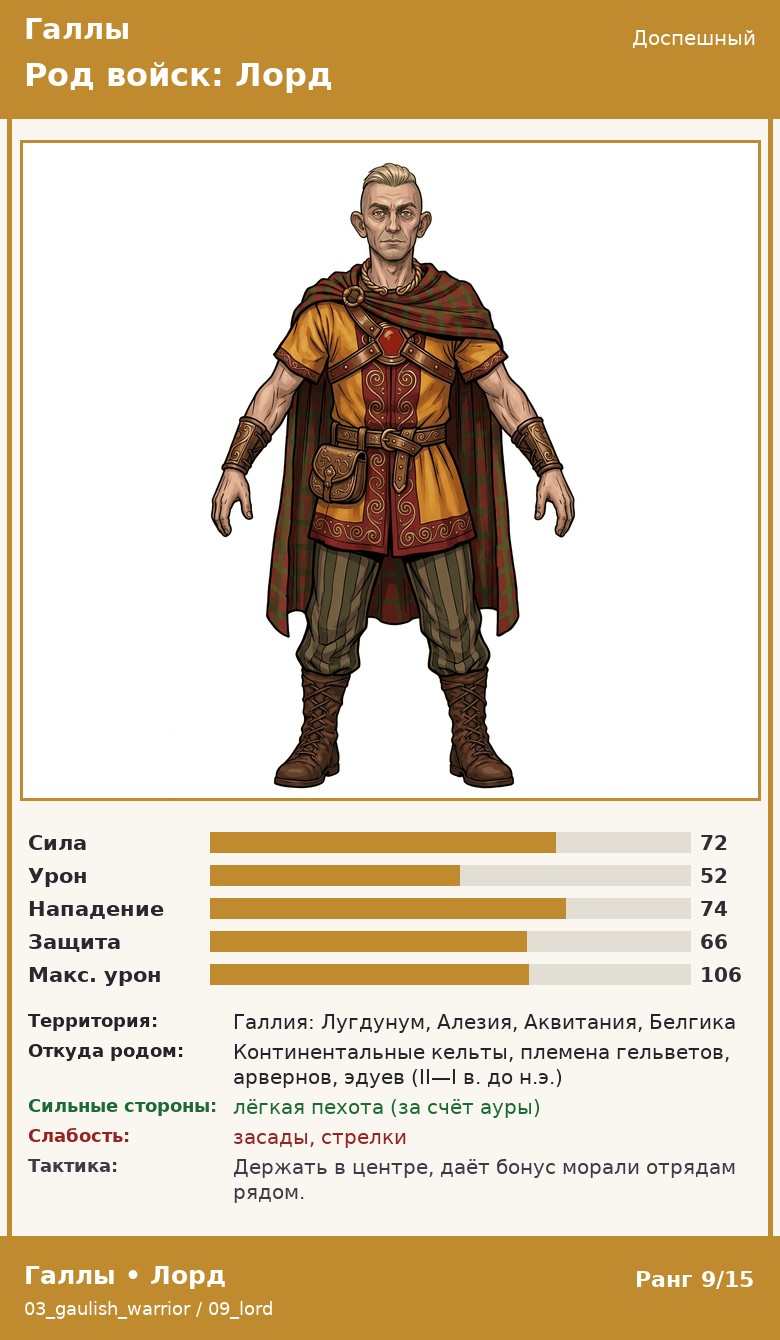 Галлы
Доспешный
Род войск: Лорд
Сила 72
Урон 52
Нападение 74
Защита 66
Макс. урон 106
Территория: Галлия: Лугдунум, Алезия, Аквитания, Белгика
Откуда родом: Континентальные кельты, племена гельветов,
арвернов, эдуев (II—I в. до н.э.)
Сильные стороны: лёгкая пехота (за счёт ауры)
Слабость: засады, стрелки
Тактика: Держать в центре, даёт бонус морали отрядам
рядом.
Галлы • Лорд
Ранг 9/15
03_gaulish_warrior / 09_lord